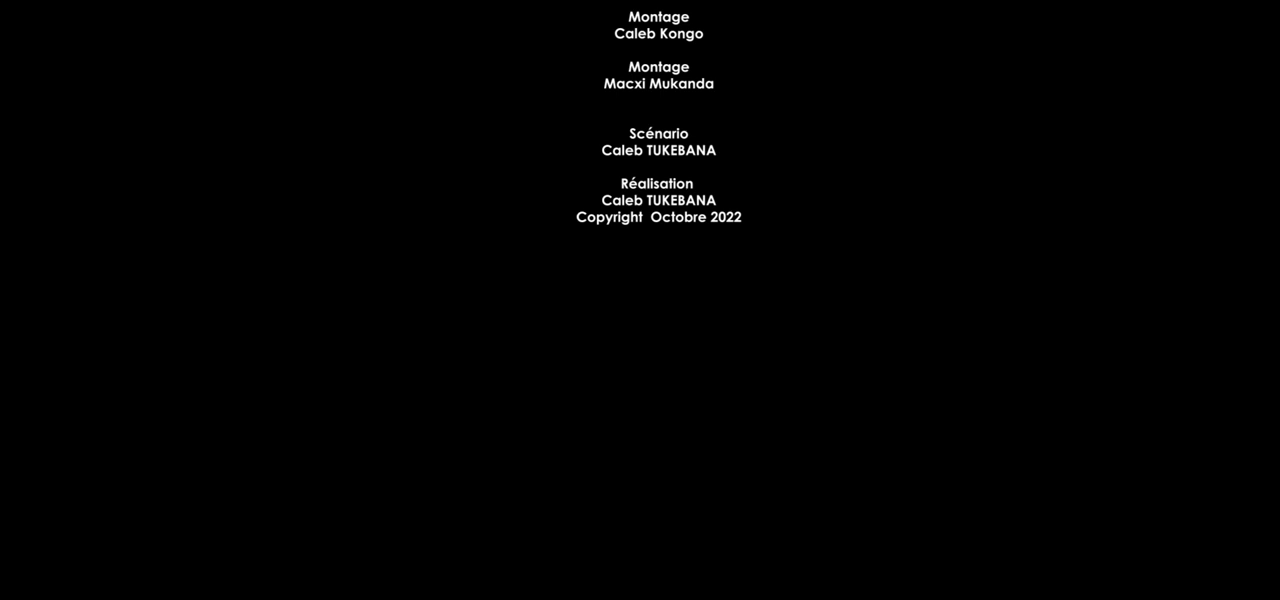 Montage
Caleb Kongo
Montage
Macxi Mukanda
Scénario
Caleb TUKEBANA
Réalisation
Caleb TUKEBANA
Copyright  Octobre 2022